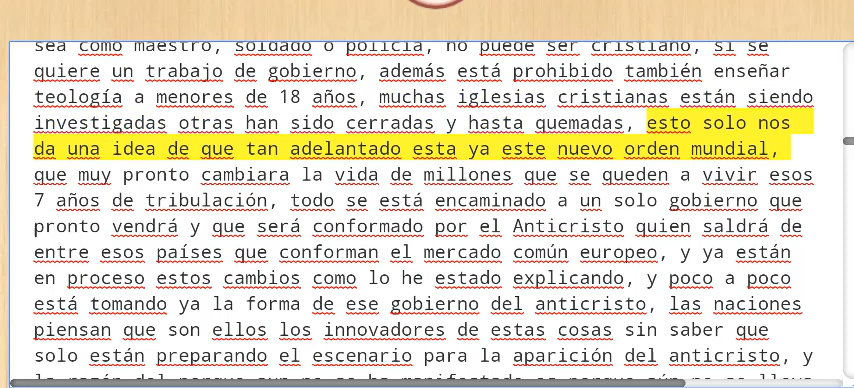 sea como maestro, soldado o policía, no puede ser cristiano, si se
quiere un trabajo de gobierno, además está prohibido también enseñar
teología a menores de 18 años, muchas iglesias cristianas están siendo
investigadas otras han sido cerradas y hasta quemadas, esto solo nos
da una idea de que tan adelantado esta ya este nuevo orden mundial,
que muy pronto cambiara la vida de millones que se queden a vivir esos
7 años de tribulación, todo se está encaminado a un solo gobierno que
pronto vendrá y que será conformado por el Anticristo quien saldrá de
entre esos países que conforman el mercado común europeo, y ya están
en proceso estos cambios como lo he estado explicando, y poco a poco
está tomando ya la forma de ese gobierno del anticristo, las naciones
piensan que son ellos los innovadores de estas cosas sin saber que
solo están preparando el escenario para la aparición del anticristo, y